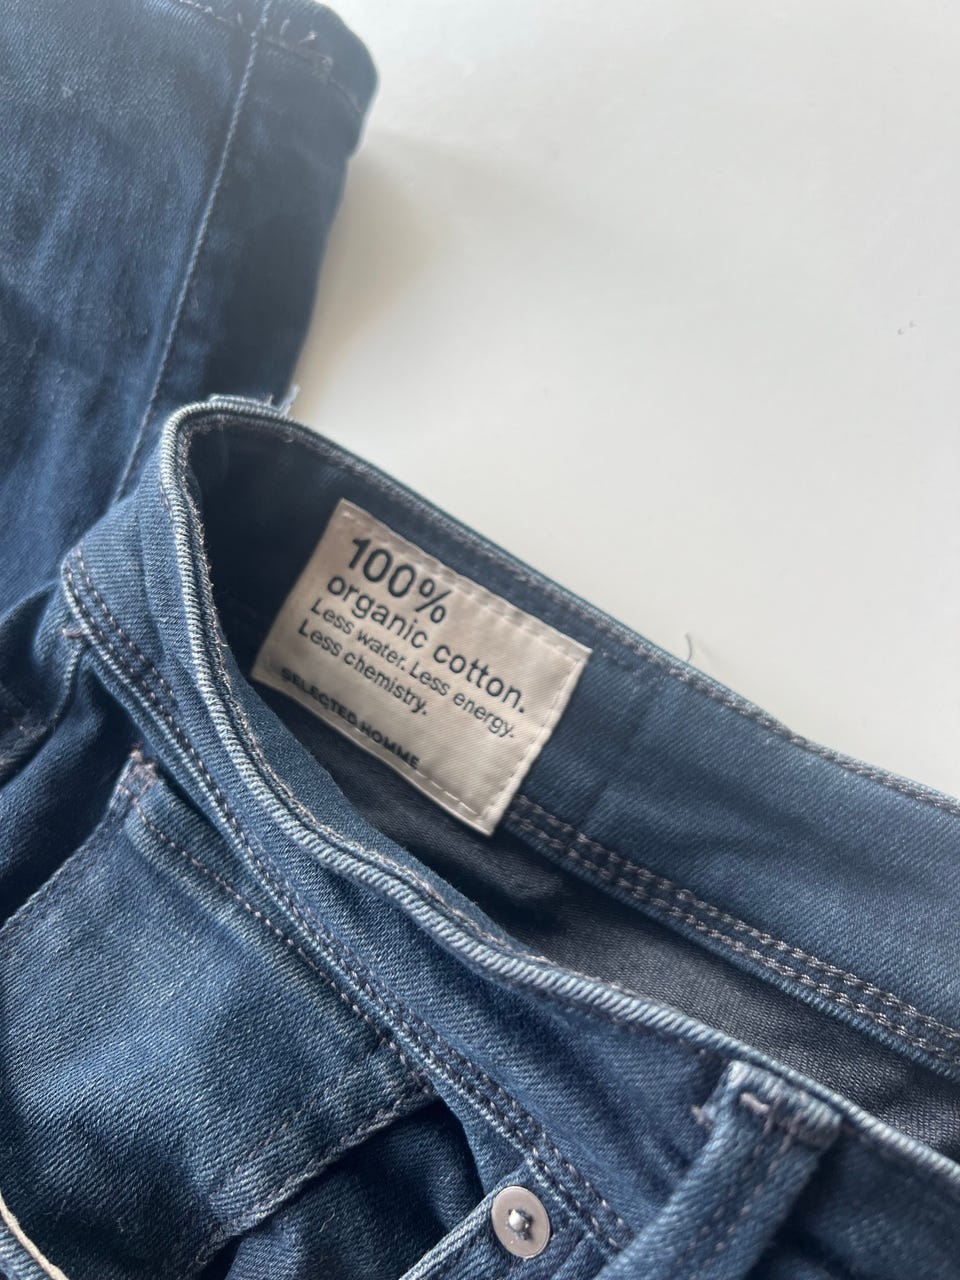 100%
organic cotton.
Less water. Less energy.
Less chemistry.
SELECTED HOMME